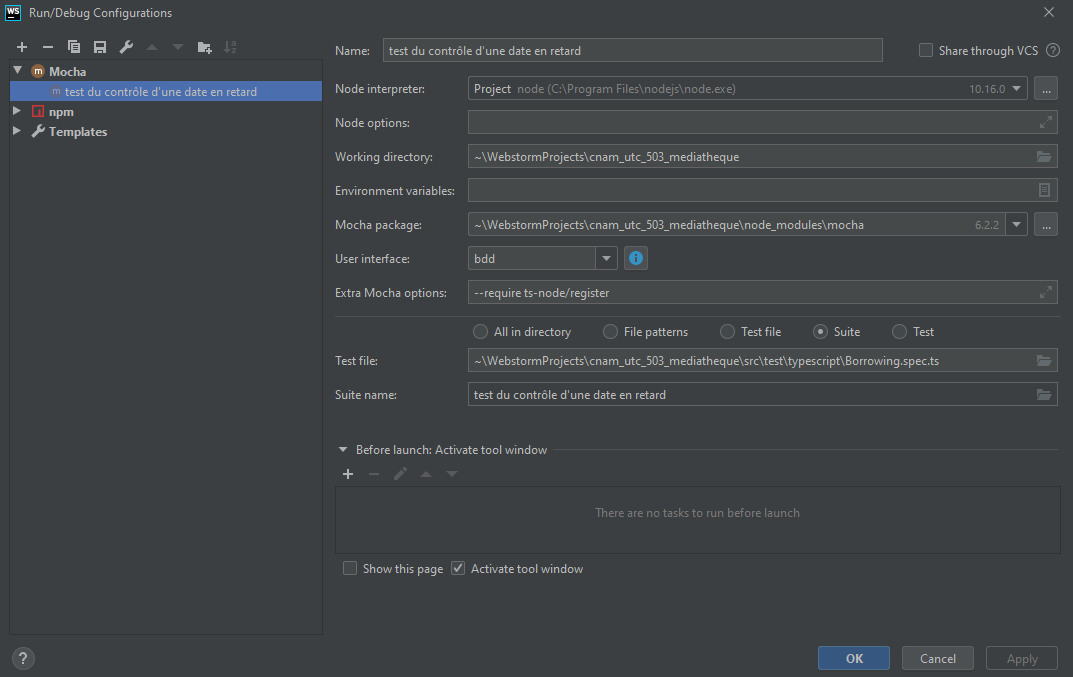 WS Run/Debug Configurations
Name: test du contrôle d'une date en retard Share through VCS ?
m Mocha
m test du contrôle d'une date en retard
npm
Templates
Node interpreter: Project node (C:\Program Files\nodejs\node.exe) 10.16.0 ...
Node options:
Working directory: ~\WebstormProjects\cnam_utc_503_mediatheque
Environment variables:
Mocha package: ~\WebstormProjects\cnam_utc_503_mediatheque\node_modules\mocha 6.2.2 ...
User interface: bdd i
Extra Mocha options: --require ts-node/register
All in directory File patterns Test file Suite Test
Test file: ~\WebstormProjects\cnam_utc_503_mediatheque\src\test\typescript\Borrowing.spec.ts
Suite name: test du contrôle d'une date en retard
Before launch: Activate tool window
There are no tasks to run before launch
Show this page Activate tool window
? OK Cancel Apply